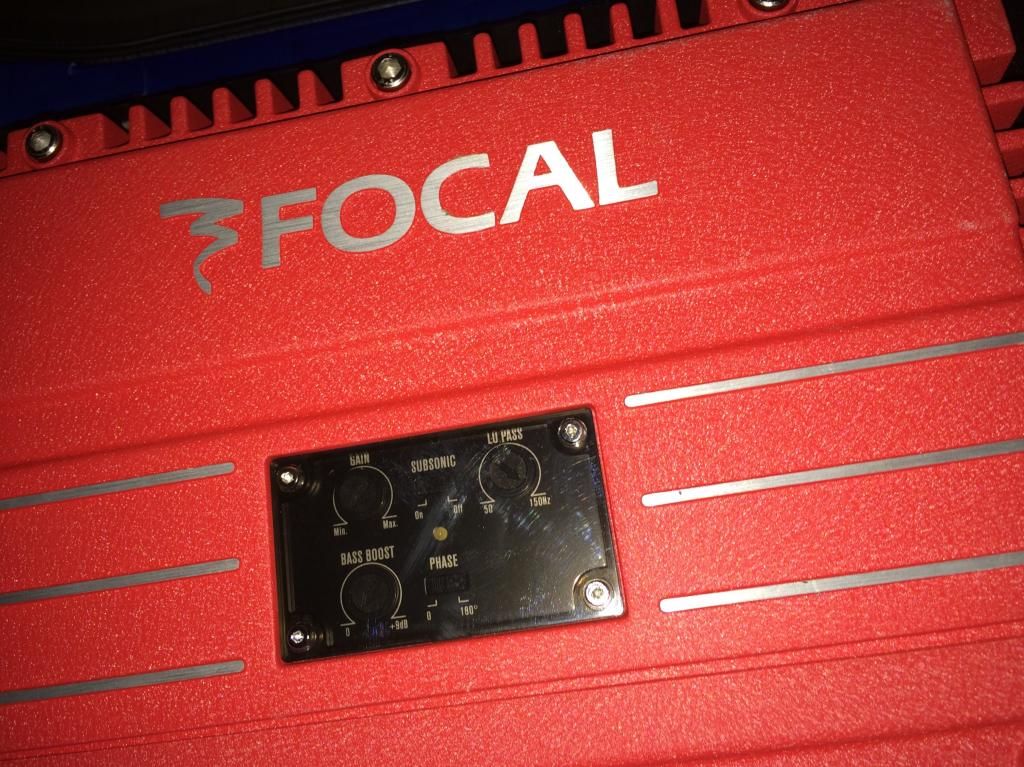 FOCAL
GAIN
Min. Max.
SUBSONIC
On Off
LO PASS
50 150Hz
BASS BOOST
0 +9dB
PHASE
0 180°